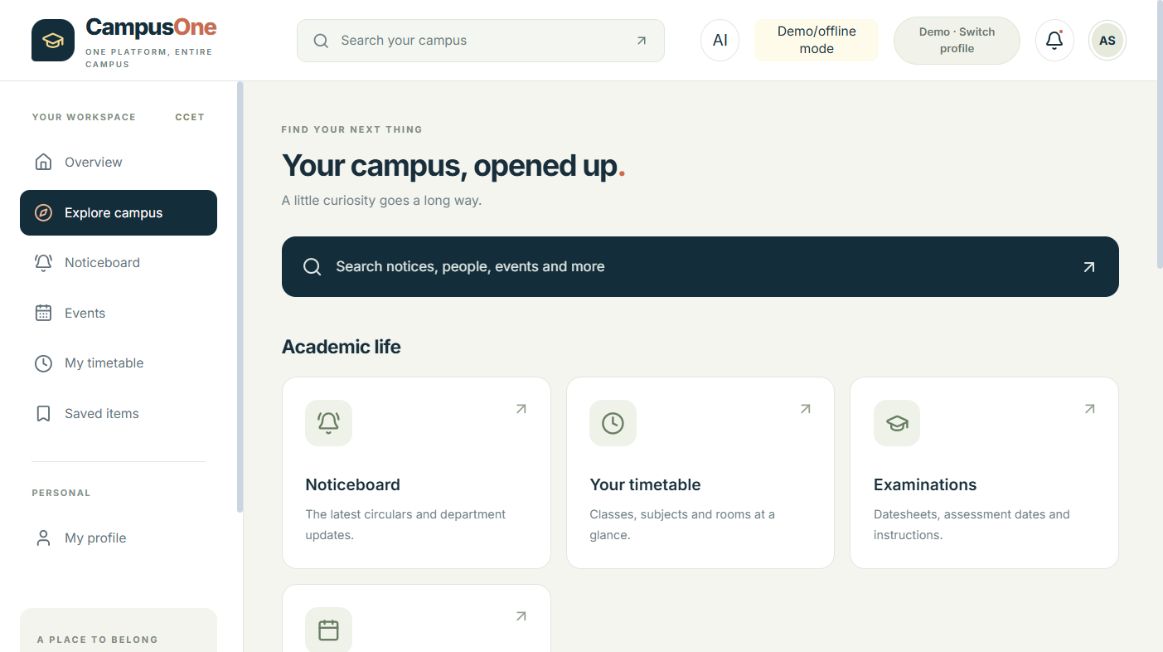 CampusOne
ONE PLATFORM, ENTIRE
CAMPUS
Search your campus
AI
Demo/offline
mode
Demo · Switch
profile
AS
YOUR WORKSPACE
CCET
Overview
Explore campus
Noticeboard
Events
My timetable
Saved items
PERSONAL
My profile
A PLACE TO BELONG
FIND YOUR NEXT THING
Your campus, opened up.
A little curiosity goes a long way.
Search notices, people, events and more
Academic life
Noticeboard
The latest circulars and department
updates.
Your timetable
Classes, subjects and rooms at a
glance.
Examinations
Datesheets, assessment dates and
instructions.